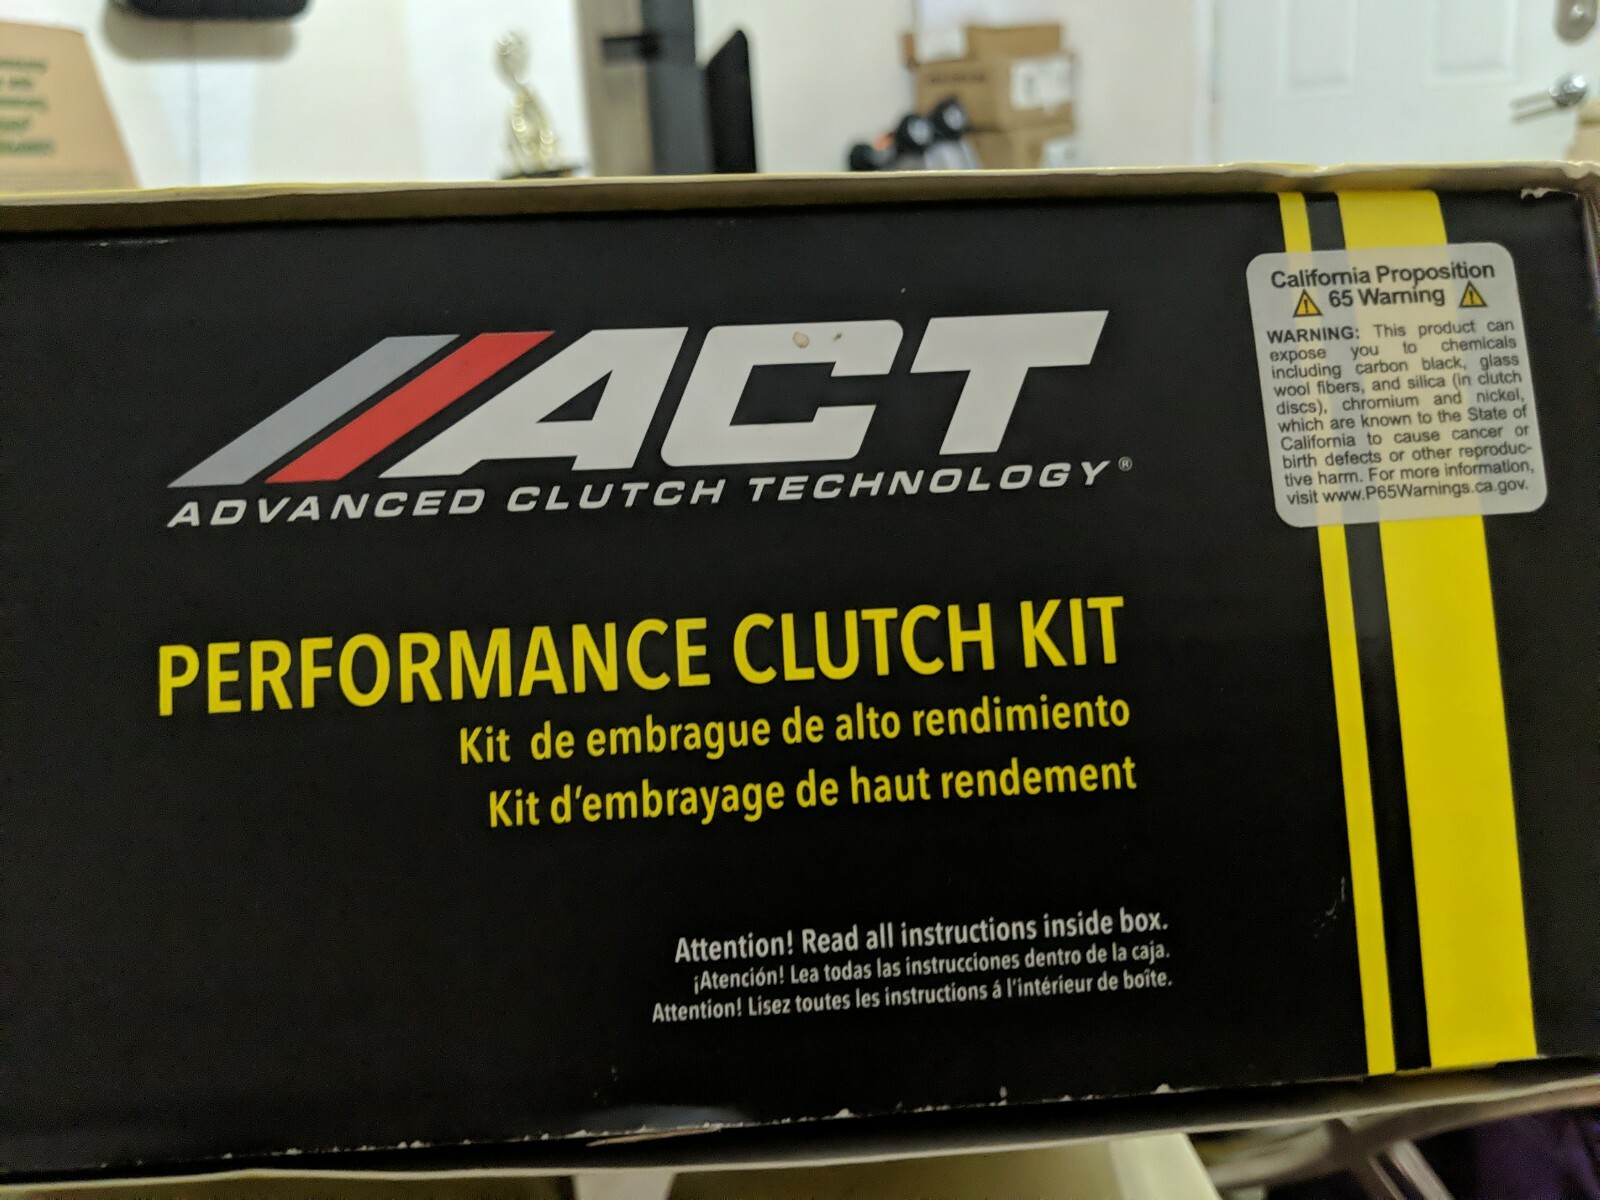 //ACT
ADVANCED CLUTCH TECHNOLOGY®
PERFORMANCE CLUTCH KIT
Kit de embrague de alto rendimiento
Kit d'embrayage de haut rendement
Attention! Read all instructions inside box.
¡Atención! Lea todas las instrucciones dentro de la caja.
Attention! Lisez toutes les instructions á l'intérieur de boîte.
California Proposition
65 Warning
WARNING: This product can
expose you to chemicals
including carbon black, glass
wool fibers, and silica (in clutch
discs), chromium and nickel,
which are known to the State of
California to cause cancer or
birth defects or other reproduc-
tive harm. For more information,
visit www.P65Warnings.ca.gov.